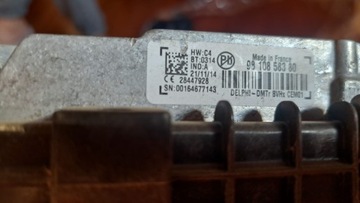 Made in France
HW:C4
BT:0314
IND:A
21/11/14
28447928
SN:00164677143
98 108 583 80
DELPHI-DMTr BVHx CEM01